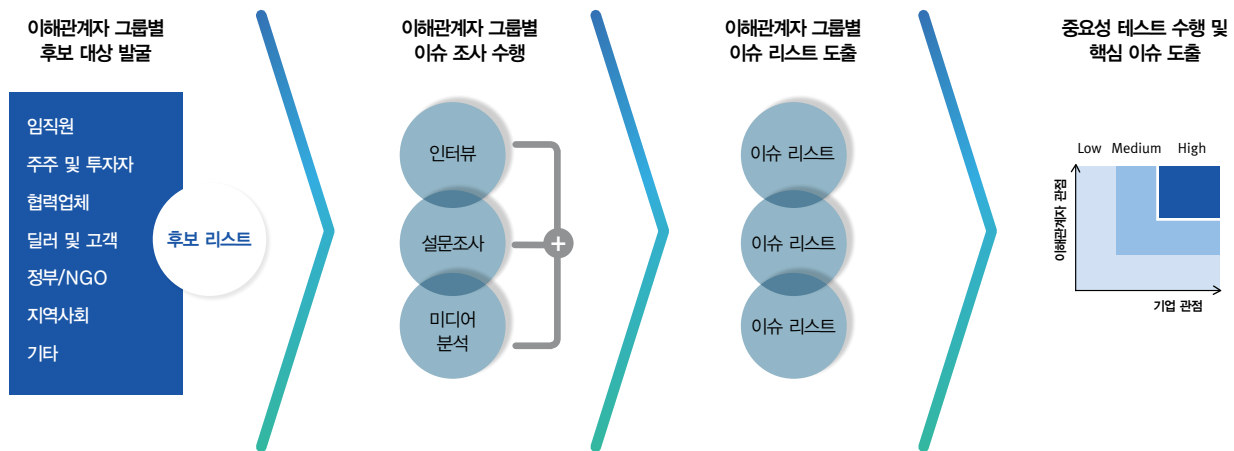 이해관계자 그룹별
후보 대상 발굴
임직원
주주 및 투자자
협력업체
딜러 및 고객
정부/NGO
지역사회
기타
후보 리스트
이해관계자 그룹별
이슈 조사 수행
인터뷰
설문조사
미디어
분석
+
이해관계자 그룹별
이슈 리스트 도출
이슈 리스트
이슈 리스트
이슈 리스트
중요성 테스트 수행 및
핵심 이슈 도출
Low Medium High
이해관계자 관점
기업 관점